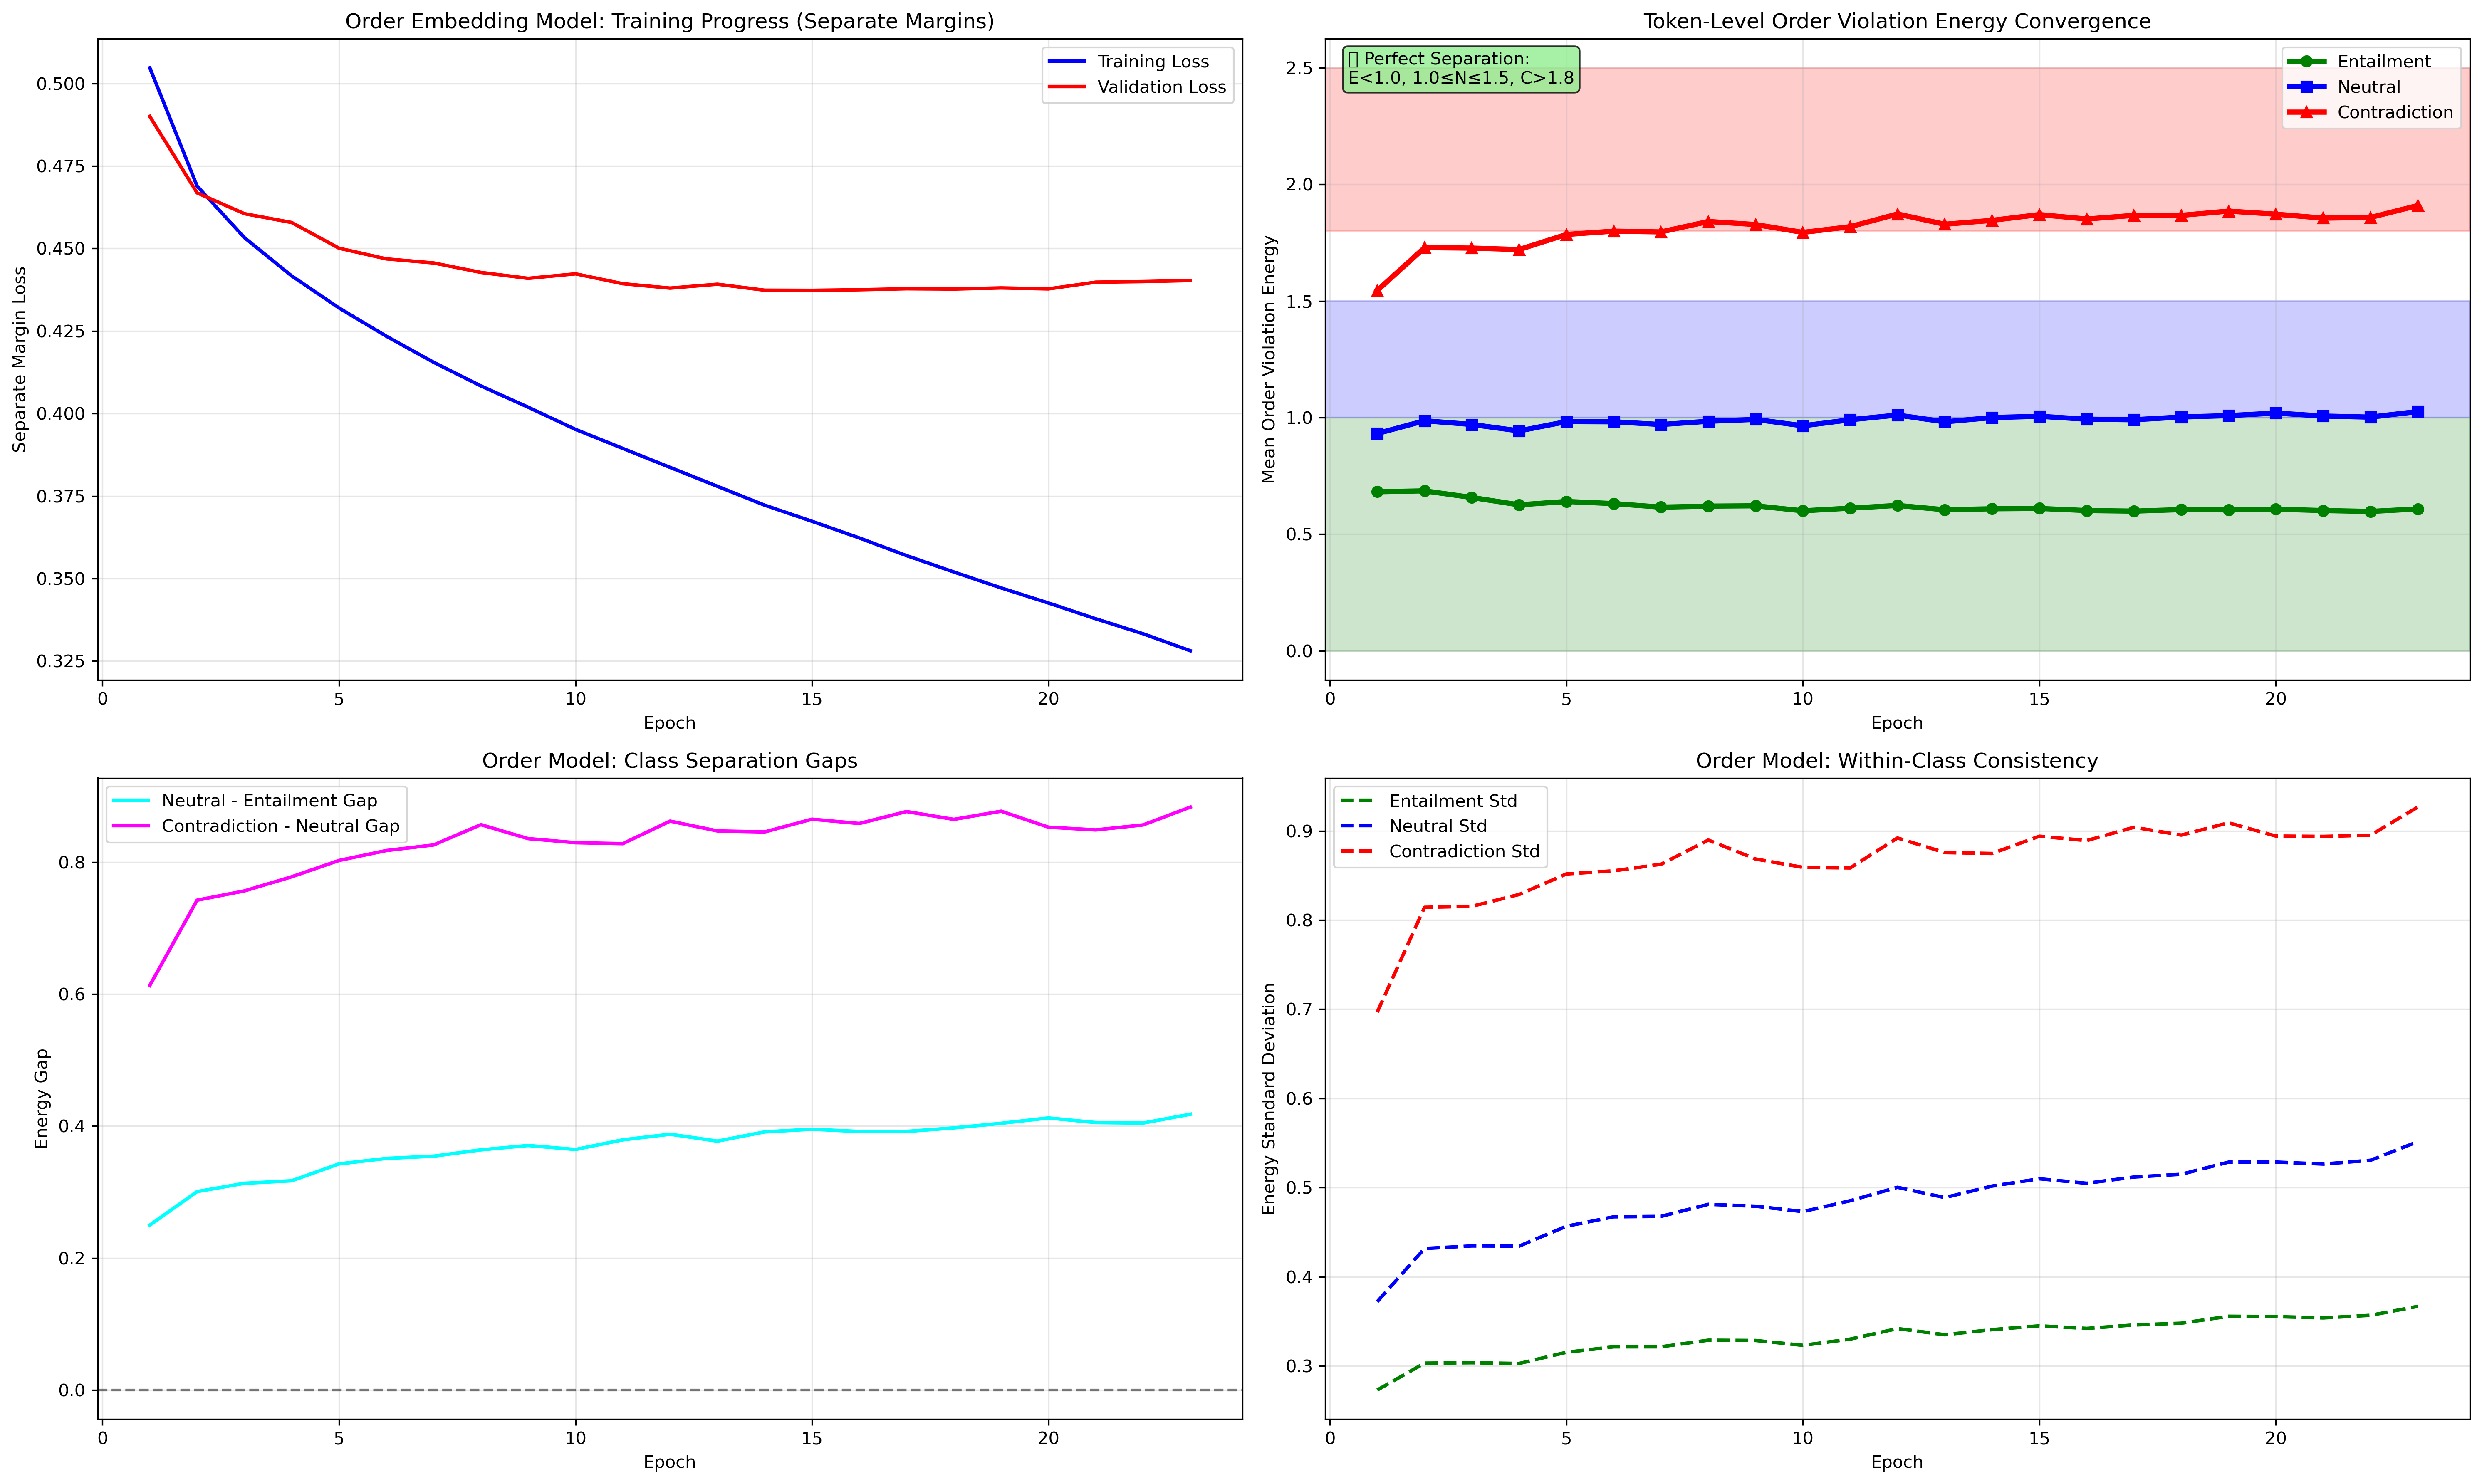 Order Embedding Model: Training Progress (Separate Margins)
Separate Margin Loss
0.500
0.475
0.450
0.425
0.400
0.375
0.350
0.325
Training Loss
Validation Loss
0
5
10
15
20
Epoch
Token-Level Order Violation Energy Convergence
Mean Order Violation Energy
2.5
2.0
1.5
1.0
0.5
0.0
Perfect Separation:
E<1.0, 1.0≤N≤1.5, C>1.8
Entailment
Neutral
Contradiction
0
5
10
15
20
Epoch
Order Model: Class Separation Gaps
Energy Gap
0.8
0.6
0.4
0.2
0.0
Neutral - Entailment Gap
Contradiction - Neutral Gap
0
5
10
15
20
Epoch
Order Model: Within-Class Consistency
Energy Standard Deviation
0.9
0.8
0.7
0.6
0.5
0.4
0.3
Entailment Std
Neutral Std
Contradiction Std
0
5
10
15
20
Epoch